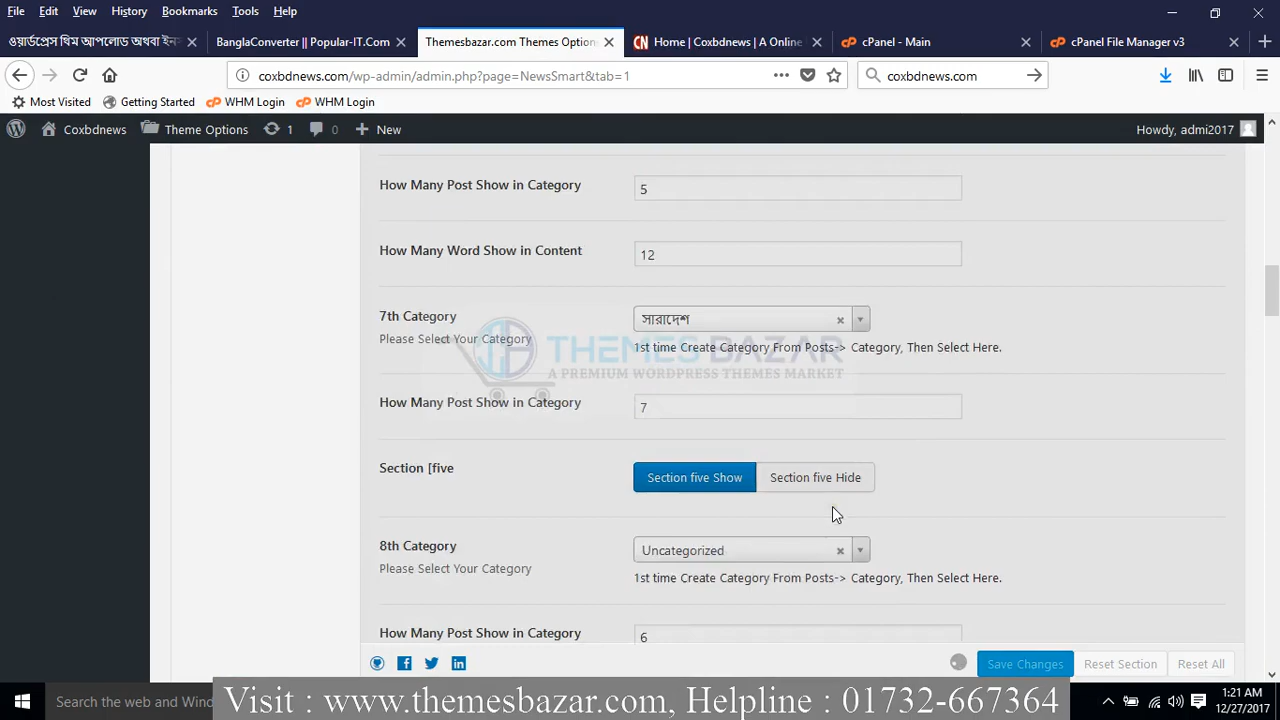 File Edit View History Bookmarks Tools Help
ওয়ার্ডপ্রেস থিম আপলোড অথবা ইনস
BanglaConverter || Popular-IT.Com
Themesbazar.com Themes Option
Home | Coxbdnews | A Online
cPanel - Main
cPanel File Manager v3
coxbdnews.com/wp-admin/admin.php?page=NewsSmart&tab=1
coxbdnews.com
Most Visited Getting Started WHM Login WHM Login
Coxbdnews Theme Options 1 0 New Howdy, admi2017
How Many Post Show in Category 5
How Many Word Show in Content 12
7th Category সারাদেশ
Please Select Your Category 1st time Create Category From Posts-> Category, Then Select Here.
THEMES BAZAR
A PREMIUM WORDPRESS THEMES MARKET
How Many Post Show in Category 7
Section [five Section five Show Section five Hide
8th Category Uncategorized
Please Select Your Category 1st time Create Category From Posts-> Category, Then Select Here.
How Many Post Show in Category 6
Save Changes Reset Section Reset All
Search the web and Wind
Visit : www.themesbazar.com, Helpline : 01732-667364
1:21 AM
12/27/2017